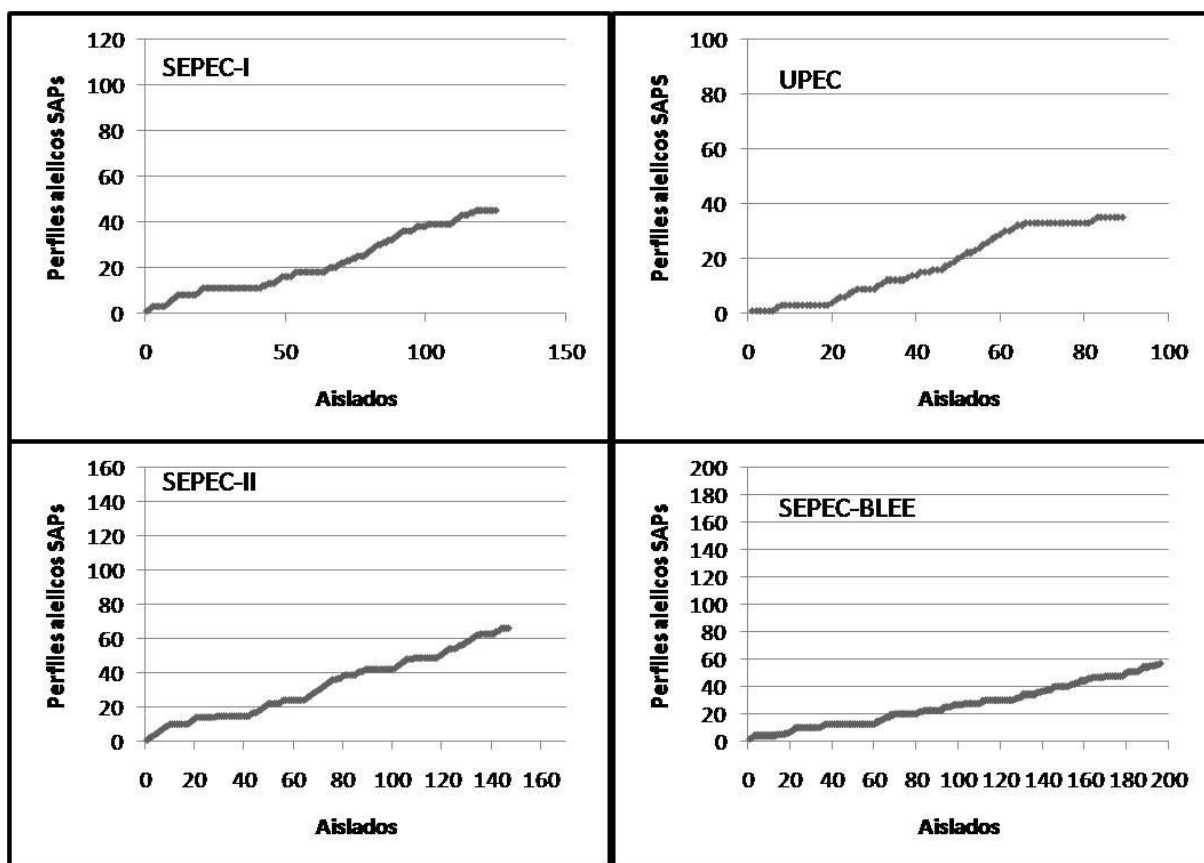 SEPEC-I
Perfiles alelicos SAPs
120
100
80
60
40
20
0
0 50 100 150
Aislados
UPEC
Perfiles alelicos SAPS
100
80
60
40
20
0
0 20 40 60 80 100
Aislados
SEPEC-II
Perfiles alelicos SAPs
160
140
120
100
80
60
40
20
0
0 20 40 60 80 100 120 140 160
Aislados
SEPEC-BLEE
Perfiles alelicos SAPs
200
180
160
140
120
100
80
60
40
20
0
0 20 40 60 80 100 120 140 160 180 200
Aislados